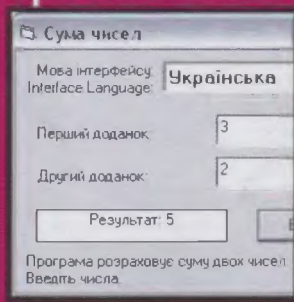 Сума чисел
Мова інтерфейсу:
Interface Language:
Українська
Перший доданок:
3
Другий доданок:
2
Результат: 5
Програма розраховує суму двох чисел
Введіть числа